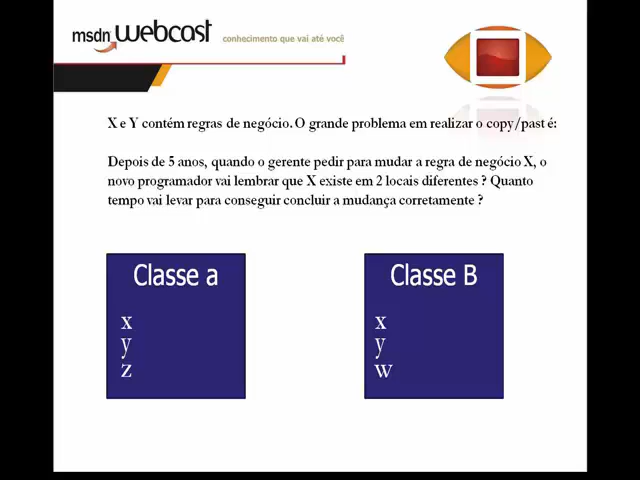 msdn webcast
conhecimento que vai até você
X e Y contém regras de negócio. O grande problema em realizar o copy/past é:
Depois de 5 anos, quando o gerente pedir para mudar a regra de negócio X, o
novo programador vai lembrar que X existe em 2 locais diferentes ? Quanto
tempo vai levar para conseguir concluir a mudança corretamente ?
Classe a
x
y
z
Classe B
x
y
w